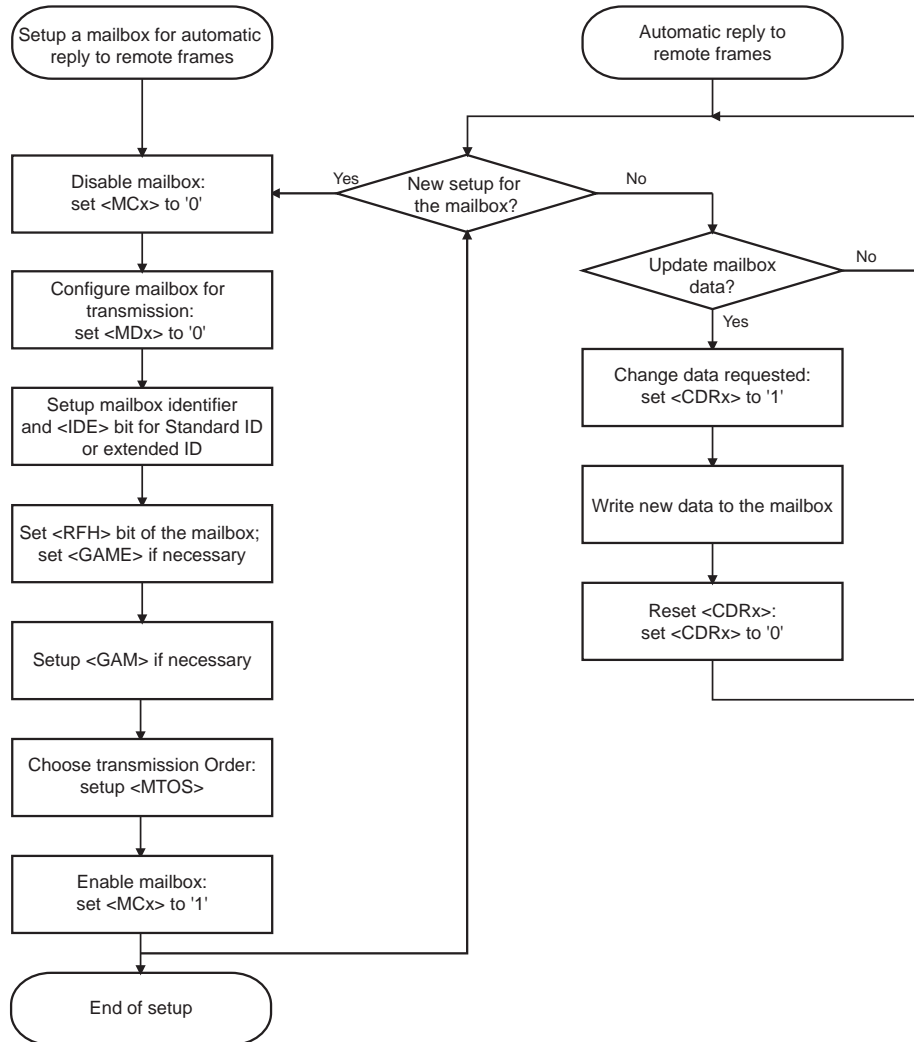 Setup a mailbox for automatic
reply to remote frames
Disable mailbox:
set <MCx> to '0'
Configure mailbox for
transmission:
set <MDx> to '0'
Setup mailbox identifier
and <IDE> bit for Standard ID
or extended ID
Set <RFH> bit of the mailbox;
set <GAME> if necessary
Setup <GAM> if necessary
Choose transmission Order:
setup <MTOS>
Enable mailbox:
set <MCx> to '1'
End of setup
Automatic reply to
remote frames
Yes
New setup for
the mailbox?
No
Update mailbox
data?
No
Yes
Change data requested:
set <CDRx> to '1'
Write new data to the mailbox
Reset <CDRx>:
set <CDRx> to '0'